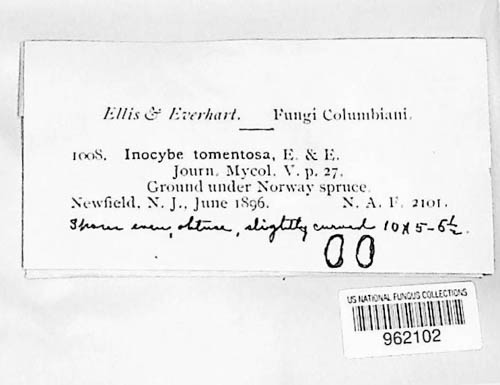 Ellis & Everhart. Fungi Columbiani.
1008. Inocybe tomentosa, E. & E.
Journ. Mycol. V. p. 27.
Ground under Norway spruce.
Newfield, N. J., June 1896. N. A. F. 2101.
Spores even, obtuse, slightly curved 10 x 5-6½.
US NATIONAL FUNGUS COLLECTIONS
962102